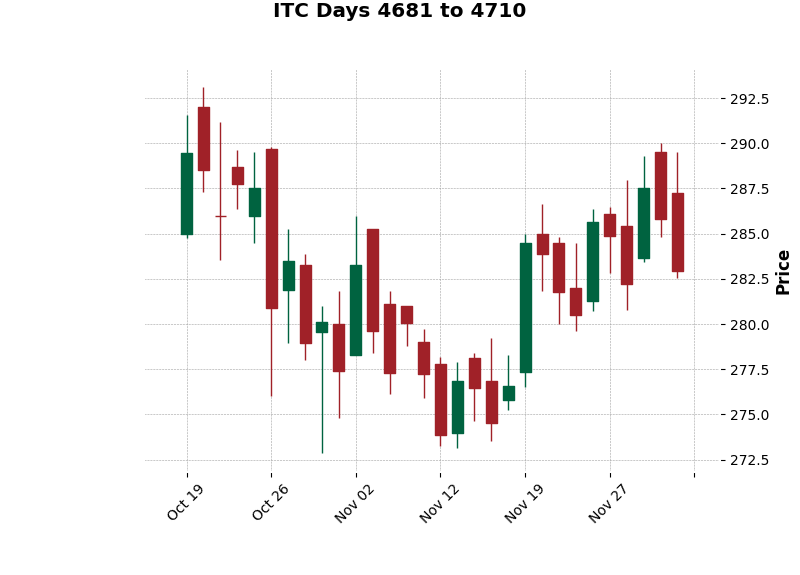 ITC Days 4681 to 4710
292.5
290.0
287.5
285.0
282.5
280.0
277.5
275.0
272.5
Price
Oct 19
Oct 26
Nov 02
Nov 12
Nov 19
Nov 27